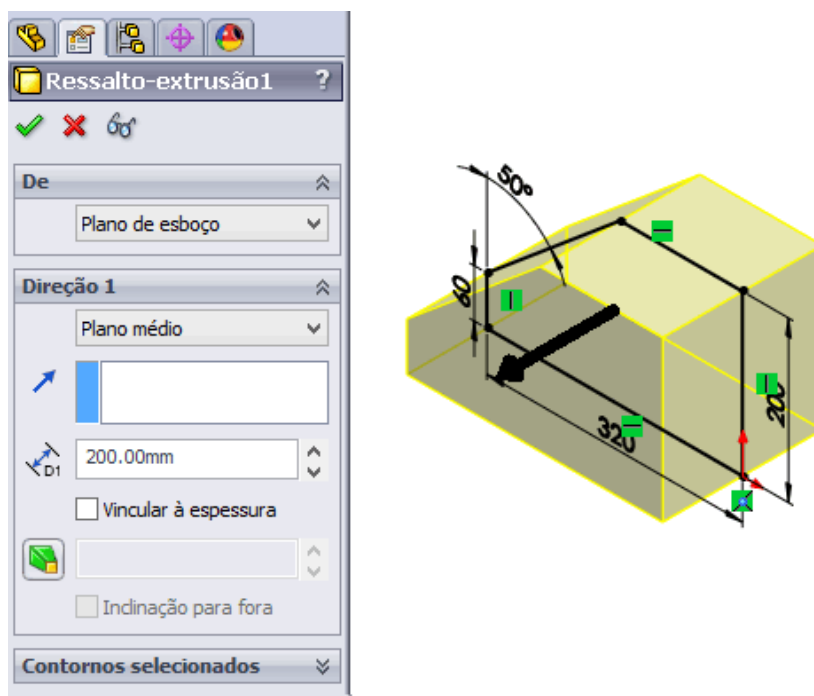 Ressalto-extrusão1 ?
De
Plano de esboço
Direção 1
Plano médio
D1
200.00mm
Vincular à espessura
Inclinação para fora
Contornos selecionados
50°
60
320
200